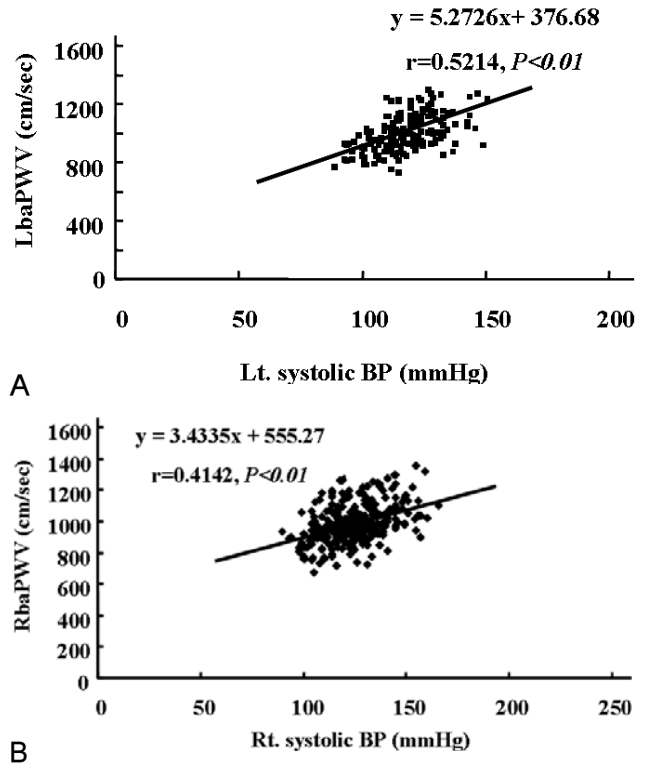 y = 5.2726x+ 376.68
r=0.5214, P<0.01
1600
1200
800
400
0
LbaPWV (cm/sec)
0 50 100 150 200
Lt. systolic BP (mmHg)
A
y = 3.4335x + 555.27
r=0.4142, P<0.01
1600
1400
1200
1000
800
600
400
200
0
RbaPWV (cm/sec)
0 50 100 150 200 250
Rt. systolic BP (mmHg)
B